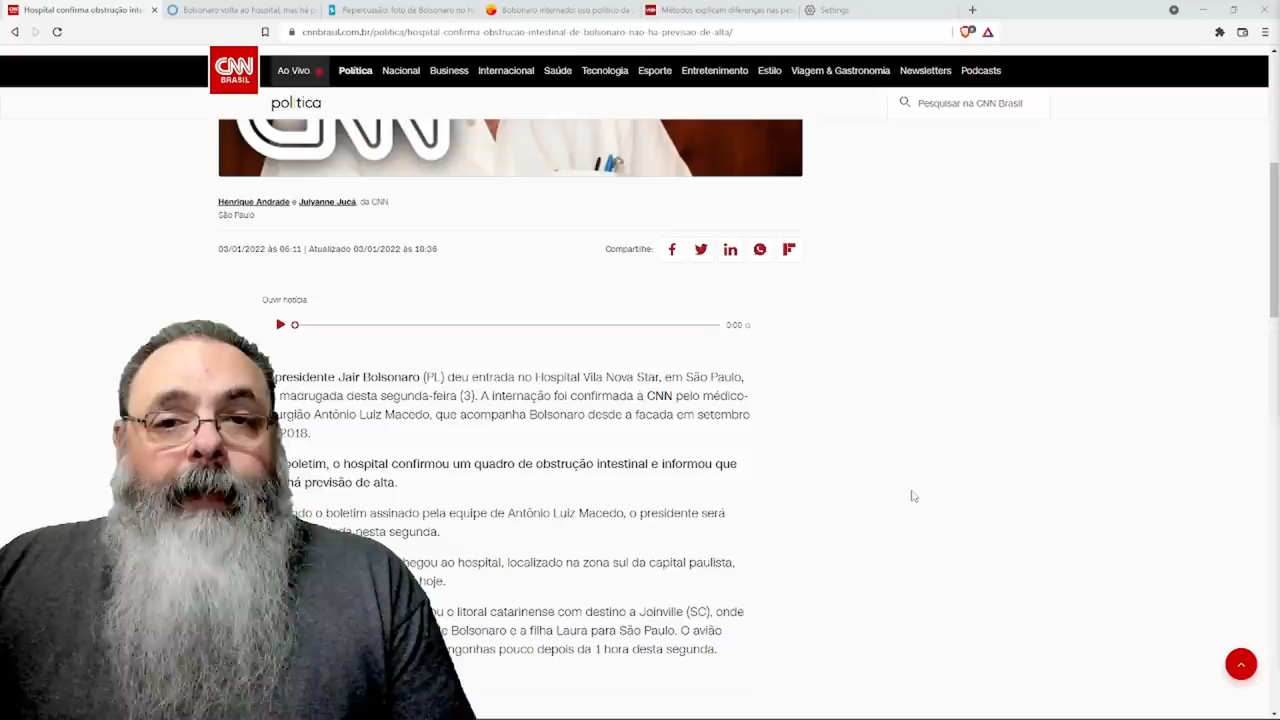 Hospital confirma obstrução inte
Bolsonaro volta ao hospital, mas há p
Repercussão: foto de Bolsonaro no h
Bolsonaro internado: uso político da
Métodos explicam diferenças nas pes
Settings
cnnbrasil.com.br/politica/hospital-confirma-obstrucao-intestinal-de-bolsonaro-nao-ha-previsao-de-alta/
CNN
BRASIL
Ao Vivo
Política
Nacional
Business
Internacional
Saúde
Tecnologia
Esporte
Entretenimento
Estilo
Viagem & Gastronomia
Newsletters
Podcasts
política
Pesquisar na CNN Brasil
Henrique Andrade e Julyanne Jucá, da CNN
São Paulo
03/01/2022 às 06:11 | Atualizado 03/01/2022 às 18:36
Compartilhe:
Ouvir notícia
0:00
presidente Jair Bolsonaro (PL) deu entrada no Hospital Vila Nova Star, em São Paulo,
madrugada desta segunda-feira (3). A internação foi confirmada à CNN pelo médico-
urgião Antônio Luiz Macedo, que acompanha Bolsonaro desde a facada em setembro
2018.
boletim, o hospital confirmou um quadro de obstrução intestinal e informou que
há previsão de alta.
ndo o boletim assinado pela equipe de Antônio Luiz Macedo, o presidente será
nesta segunda.
hegou ao hospital, localizado na zona sul da capital paulista,
hoje.
ou o litoral catarinense com destino a Joinville (SC), onde
e Bolsonaro e a filha Laura para São Paulo. O avião
ngonhas pouco depois da 1 hora desta segunda.